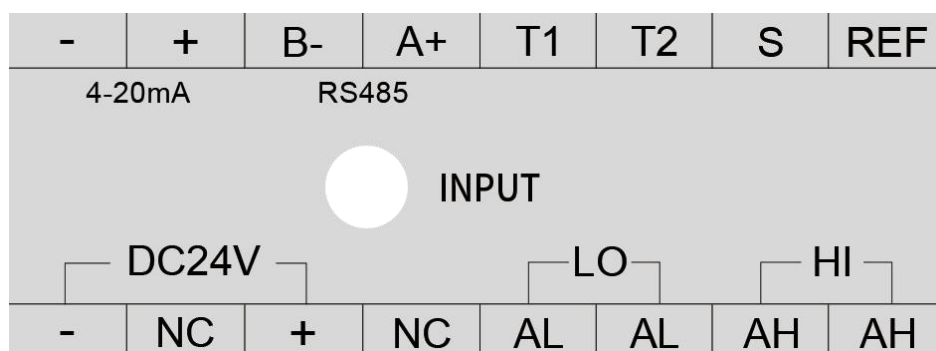 - + B- A+ T1 T2 S REF
4-20mA RS485
INPUT
DC24V LO HI
- NC + NC AL AL AH AH